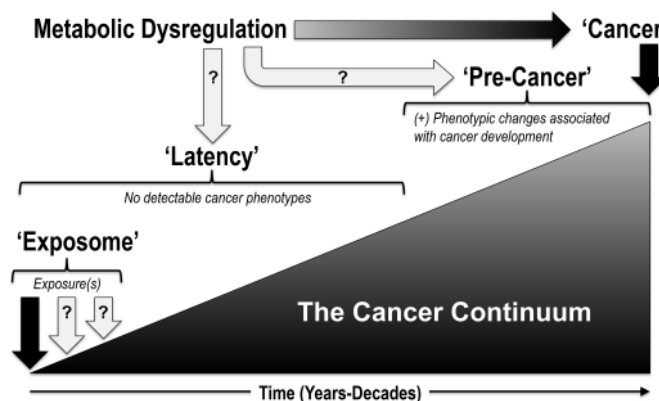 Metabolic Dysregulation
'Cancer
?
?
'Pre-Cancer'
(+) Phenotypic changes associated
with cancer development
'Latency'
No detectable cancer phenotypes
'Exposome'
Exposure(s)
?
?
The Cancer Continuum
Time (Years-Decades)